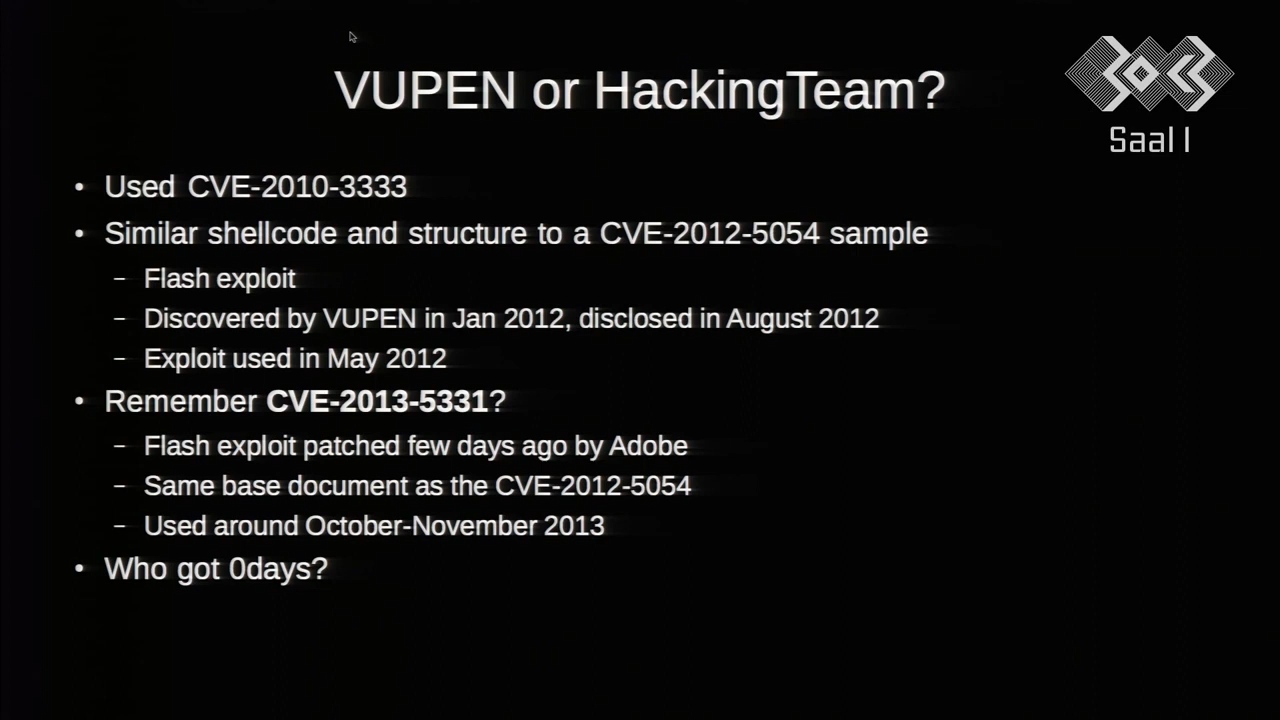 VUPEN or HackingTeam?
Saal 1
• Used CVE-2010-3333
• Similar shellcode and structure to a CVE-2012-5054 sample
– Flash exploit
– Discovered by VUPEN in Jan 2012, disclosed in August 2012
– Exploit used in May 2012
• Remember CVE-2013-5331?
– Flash exploit patched few days ago by Adobe
– Same base document as the CVE-2012-5054
– Used around October-November 2013
• Who got 0days?